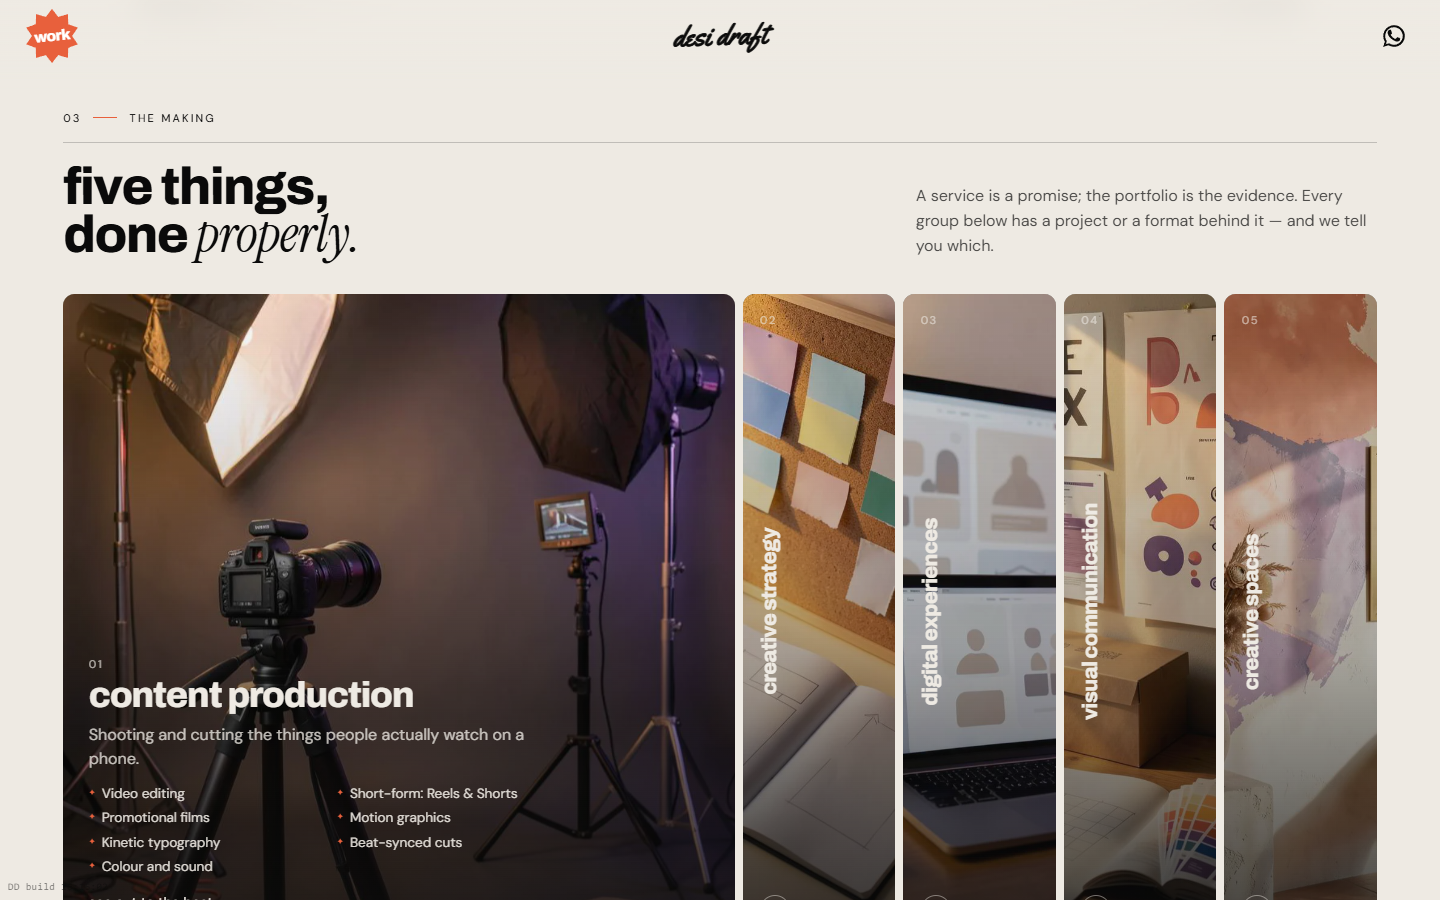 work
desi draft
03 — THE MAKING
five things,
done properly.
A service is a promise; the portfolio is the evidence. Every
group below has a project or a format behind it — and we tell
you which.
01
content production
Shooting and cutting the things people actually watch on a
phone.
Video editing
Promotional films
Kinetic typography
Colour and sound
Short-form: Reels & Shorts
Motion graphics
Beat-synced cuts
02
creative strategy
03
digital experiences
04
visual communication
05
creative spaces
DD build